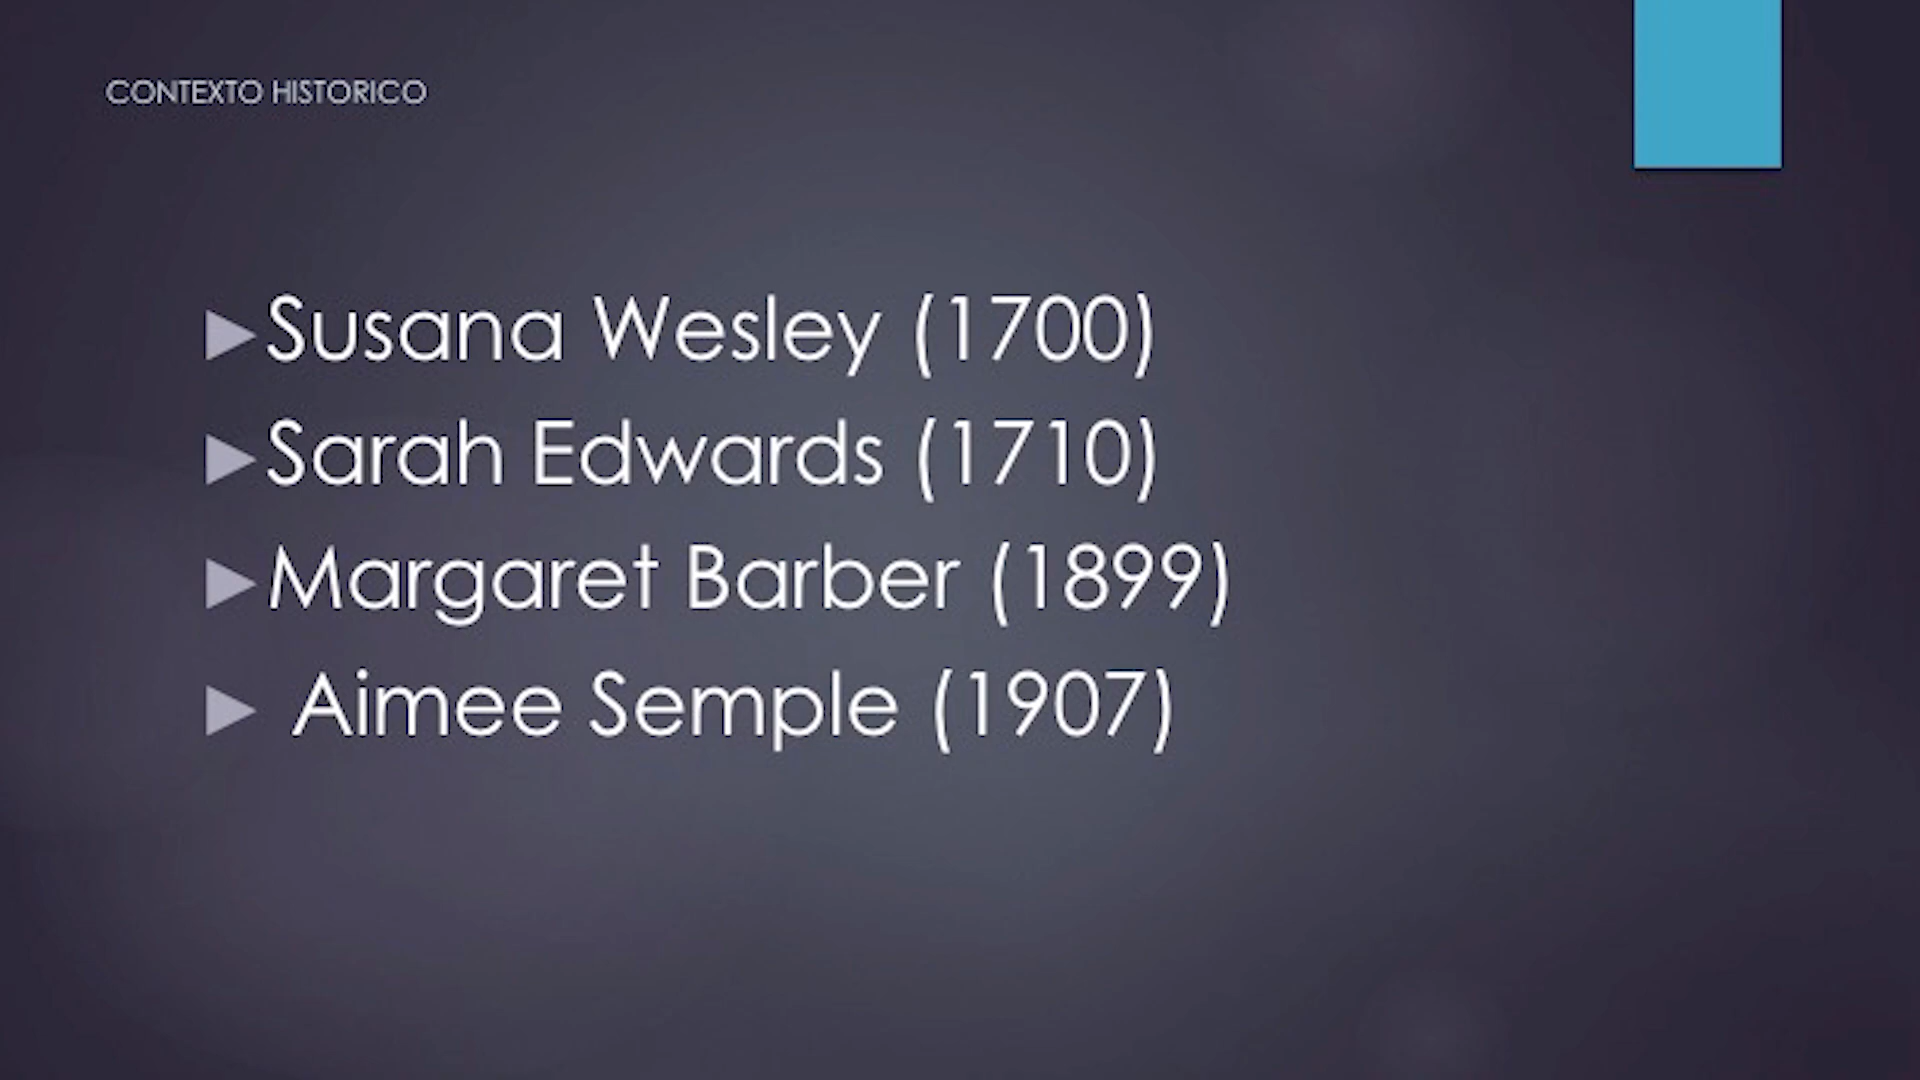 CONTEXTO HISTORICO
Susana Wesley (1700)
Sarah Edwards (1710)
Margaret Barber (1899)
Aimee Semple (1907)